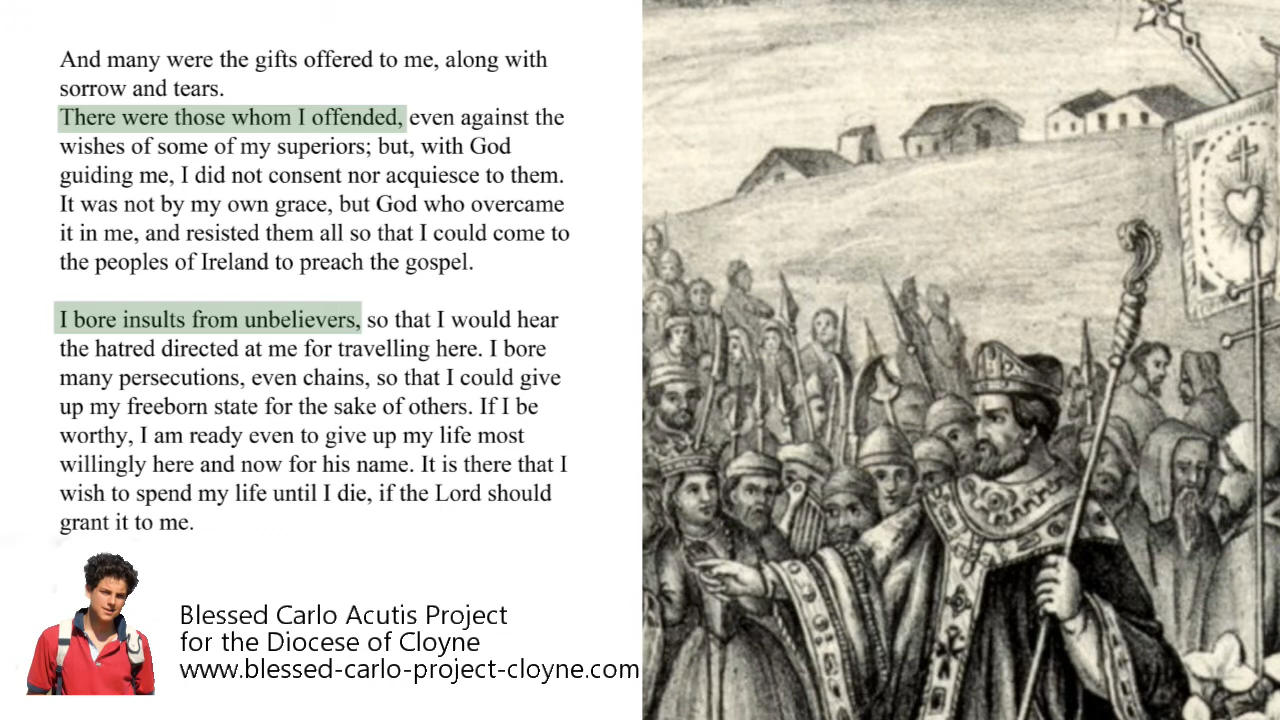 And many were the gifts offered to me, along with
sorrow and tears.
There were those whom I offended, even against the
wishes of some of my superiors; but, with God
guiding me, I did not consent nor acquiesce to them.
It was not by my own grace, but God who overcame
it in me, and resisted them all so that I could come to
the peoples of Ireland to preach the gospel.
I bore insults from unbelievers, so that I would hear
the hatred directed at me for travelling here. I bore
many persecutions, even chains, so that I could give
up my freeborn state for the sake of others. If I be
worthy, I am ready even to give up my life most
willingly here and now for his name. It is there that I
wish to spend my life until I die, if the Lord should
grant it to me.
Blessed Carlo Acutis Project
for the Diocese of Cloyne
www.blessed-carlo-project-cloyne.com